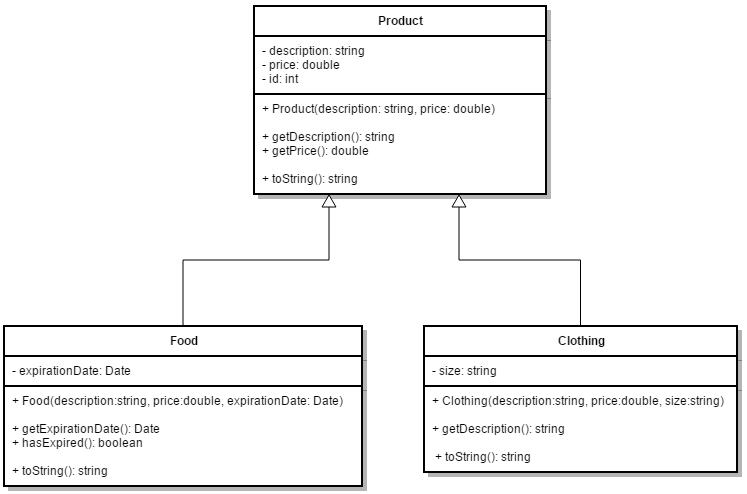 Product
- description: string
- price: double
- id: int
+ Product(description: string, price: double)
+ getDescription(): string
+ getPrice(): double
+ toString(): string
Food
- expirationDate: Date
+ Food(description:string, price:double, expirationDate: Date)
+ getExpirationDate(): Date
+ hasExpired(): boolean
+ toString(): string
Clothing
- size: string
+ Clothing(description:string, price:double, size:string)
+ getDescription(): string
+ toString(): string